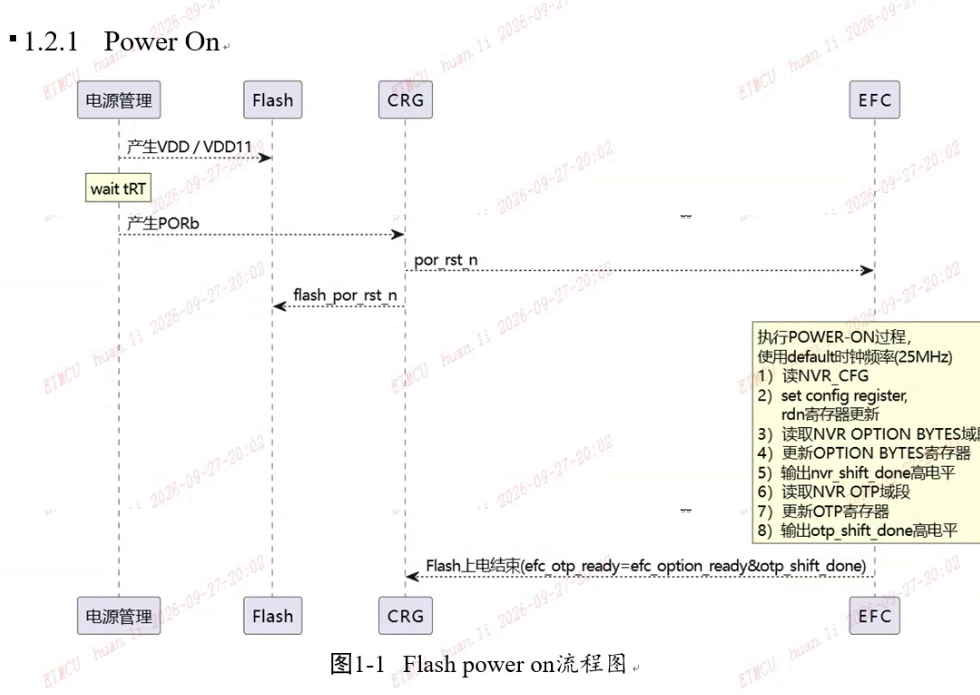 1.2.1 Power On
电源管理
Flash
CRG
EFC
产生VDD / VDD11
wait tRT
产生PORb
por_rst_n
flash_por_rst_n
执行POWER-ON过程,
使用default时钟频率(25MHz)
1) 读NVR_CFG
2) set config register,
rdn寄存器更新
3) 读取NVR OPTION BYTES域
4) 更新OPTION BYTES寄存器
5) 输出nvr_shift_done高电平
6) 读取NVR OTP域段
7) 更新OTP寄存器
8) 输出otp_shift_done高电平
Flash上电结束(efc_otp_ready=efc_option_ready&otp_shift_done)
电源管理
Flash
CRG
EFC
图1-1 Flash power on流程图
ETMCU huan.li 2026-09-27-20:02